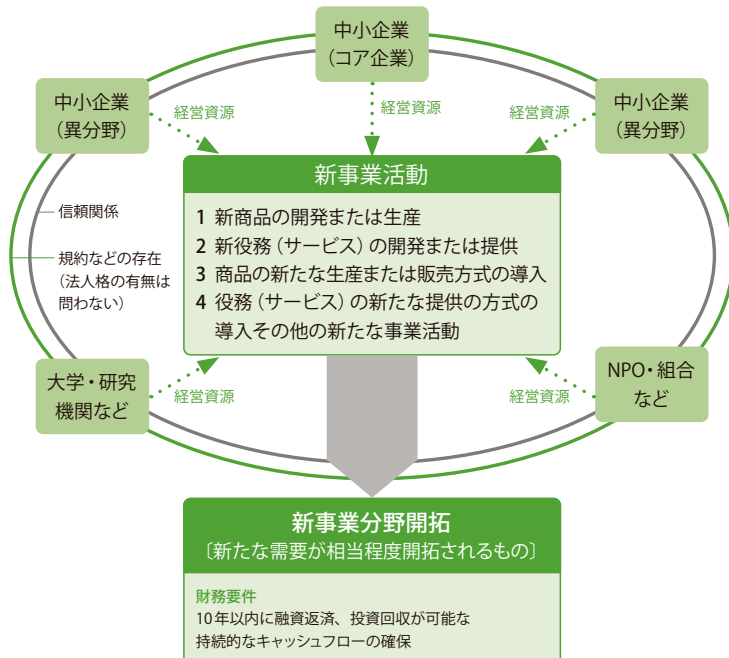 中小企業
（コア企業）
中小企業
（異分野）
経営資源
経営資源
経営資源
中小企業
（異分野）
新事業活動
1 新商品の開発または生産
2 新役務（サービス）の開発または提供
3 商品の新たな生産または販売方式の導入
4 役務（サービス）の新たな提供の方式の
導入その他の新たな事業活動
信頼関係
規約などの存在
（法人格の有無は
問わない）
大学・研究
機関など
経営資源
経営資源
NPO・組合
など
新事業分野開拓
〔新たな需要が相当程度開拓されるもの〕
財務要件
10年以内に融資返済、投資回収が可能な
持続的なキャッシュフローの確保